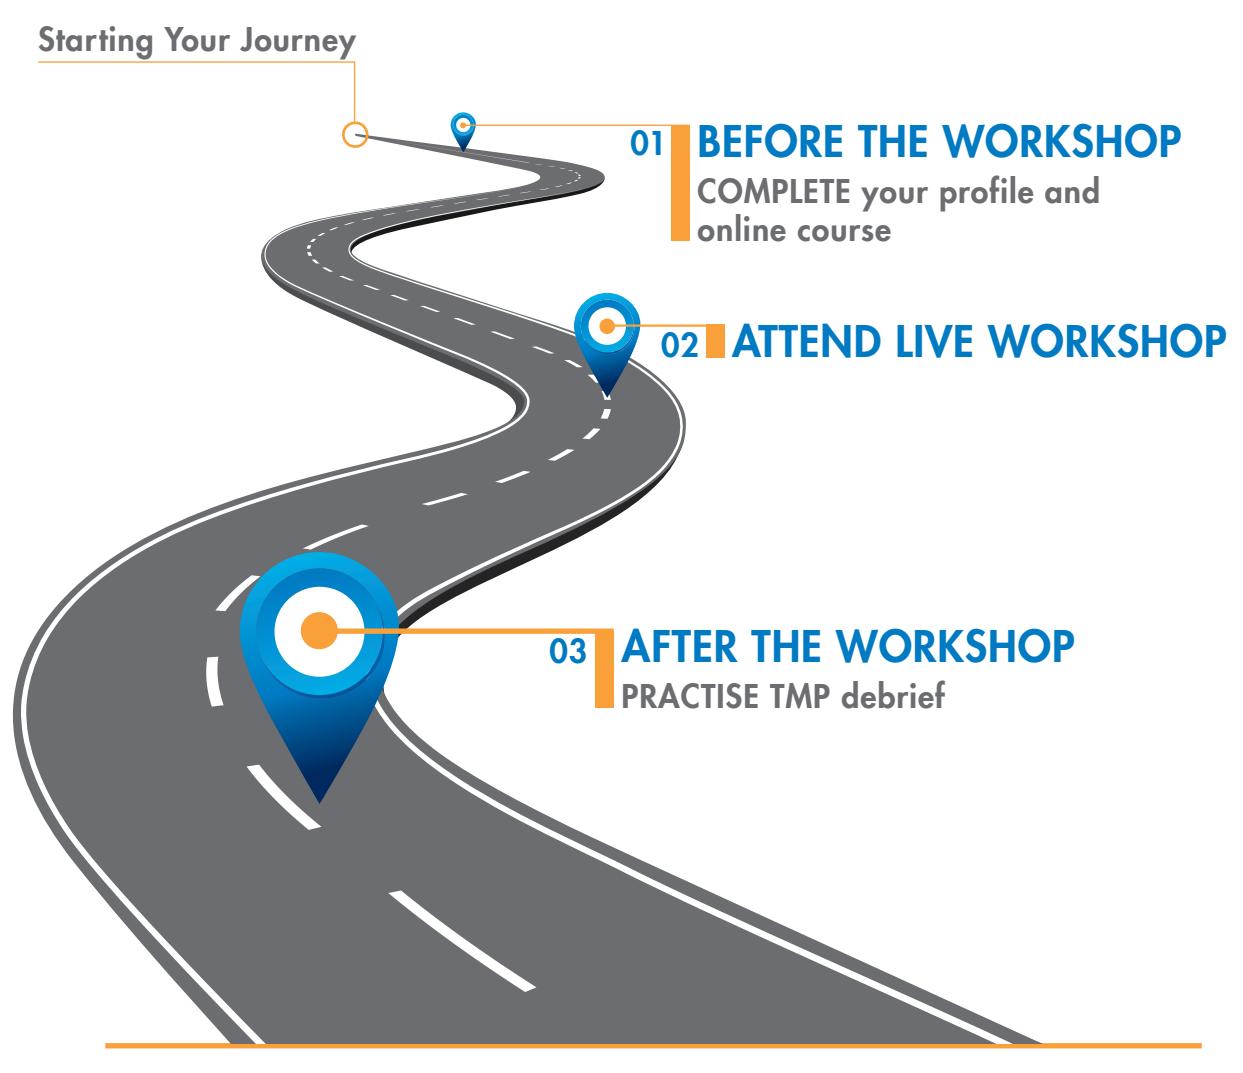 Starting Your Journey
01
BEFORE THE WORKSHOP
COMPLETE your profile and
online course
02
ATTEND LIVE WORKSHOP
03
AFTER THE WORKSHOP
PRACTISE TMP debrief